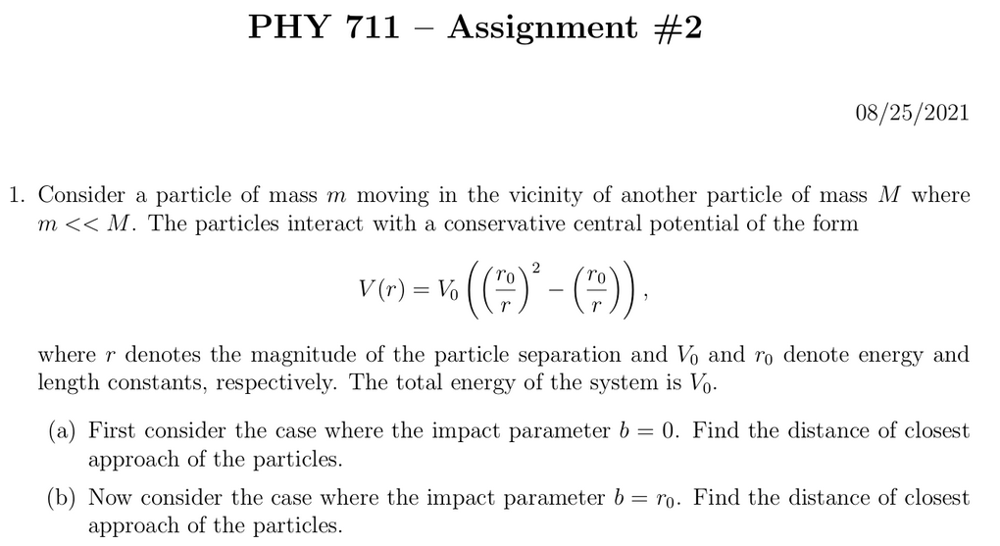 PHY 711 – Assignment #2
08/25/2021
1. Consider a particle of mass m moving in the vicinity of another particle of mass M where
m << M. The particles interact with a conservative central potential of the form
V(r) = V₀ ((r₀/r)² − (r₀/r)),
where r denotes the magnitude of the particle separation and V₀ and r₀ denote energy and
length constants, respectively. The total energy of the system is V₀.
(a) First consider the case where the impact parameter b = 0. Find the distance of closest
approach of the particles.
(b) Now consider the case where the impact parameter b = r₀. Find the distance of closest
approach of the particles.